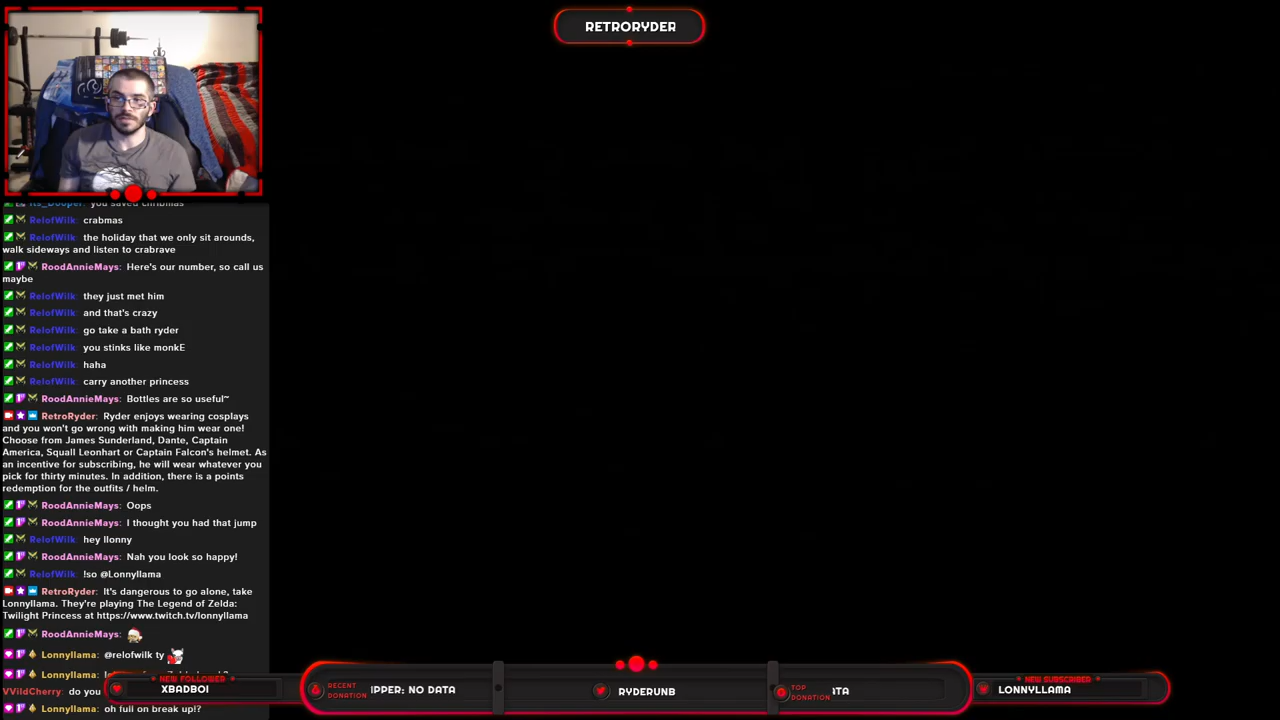 RETRORYDER
Its_Dooper: you saved chribmas
RelofWilk: crabmas
RelofWilk: the holiday that we only sit arounds,
walk sideways and listen to crabrave
RoodAnnieMays: Here's our number, so call us
maybe
RelofWilk: they just met him
RelofWilk: and that's crazy
RelofWilk: go take a bath ryder
RelofWilk: you stinks like monkE
RelofWilk: haha
RelofWilk: carry another princess
RoodAnnieMays: Bottles are so useful~
RetroRyder: Ryder enjoys wearing cosplays
and you won't go wrong with making him wear one!
Choose from James Sunderland, Dante, Captain
America, Squall Leonhart or Captain Falcon's helmet. As
an incentive for subscribing, he will wear whatever you
pick for thirty minutes. In addition, there is a points
redemption for the outfits / helm.
RoodAnnieMays: Oops
RoodAnnieMays: I thought you had that jump
RelofWilk: hey llonny
RoodAnnieMays: Nah you look so happy!
RelofWilk: !so @Lonnyllama
RetroRyder: It's dangerous to go alone, take
Lonnyllama. They're playing The Legend of Zelda:
Twilight Princess at https://www.twitch.tv/lonnyllama
RoodAnnieMays:
Lonnyllama: @relofwilk ty
Lonnyllama:
VVildCherry: do you
Lonnyllama: oh full on break up!?
NEW FOLLOWER
XBADBOI
RECENT
DONATION
IPPER: NO DATA
RYDERUNB
TOP
DONATION
ATA
NEW SUBSCRIBER
LONNYLLAMA